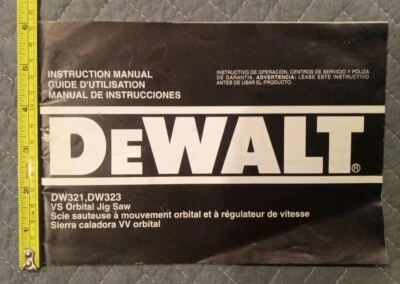 INSTRUCTION MANUAL
GUIDE D'UTILISATION
MANUAL DE INSTRUCCIONES
INSTRUCTIVO DE OPERACIÓN, CENTROS DE SERVICIO Y PÓLIZA
DE GARANTÍA. ADVERTENCIA: LÉASE ESTE INSTRUCTIVO
ANTES DE USAR EL PRODUCTO.
DEWALT®
DW321, DW323
VS Orbital Jig Saw
Scie sauteuse à mouvement orbital et à régulateur de vitesse
Sierra caladora VV orbital